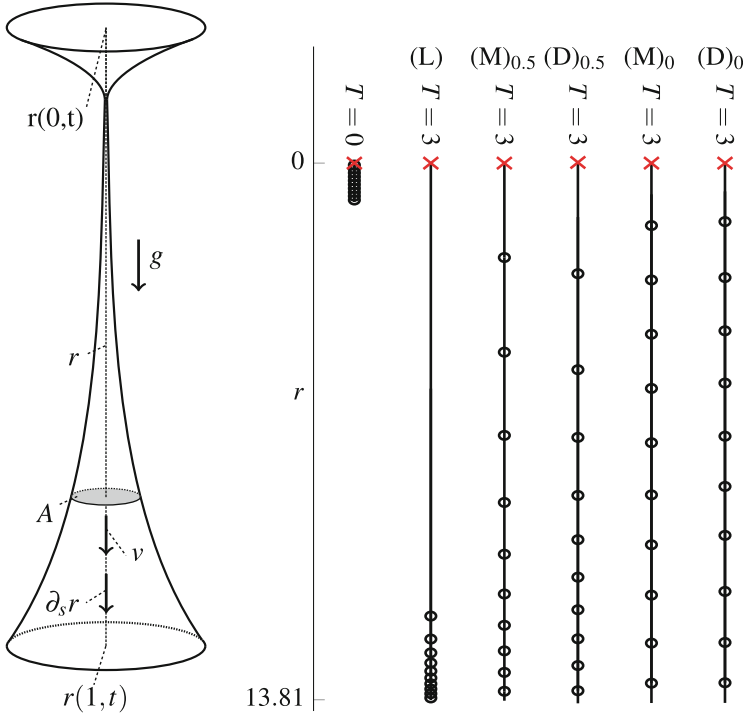 r(0,t)
g
r
A
v
∂ₛr
r(1,t)
(L) (M)₀.₅ (D)₀.₅ (M)₀ (D)₀
T = 0 T = 3 T = 3 T = 3 T = 3 T = 3
0
r
13.81